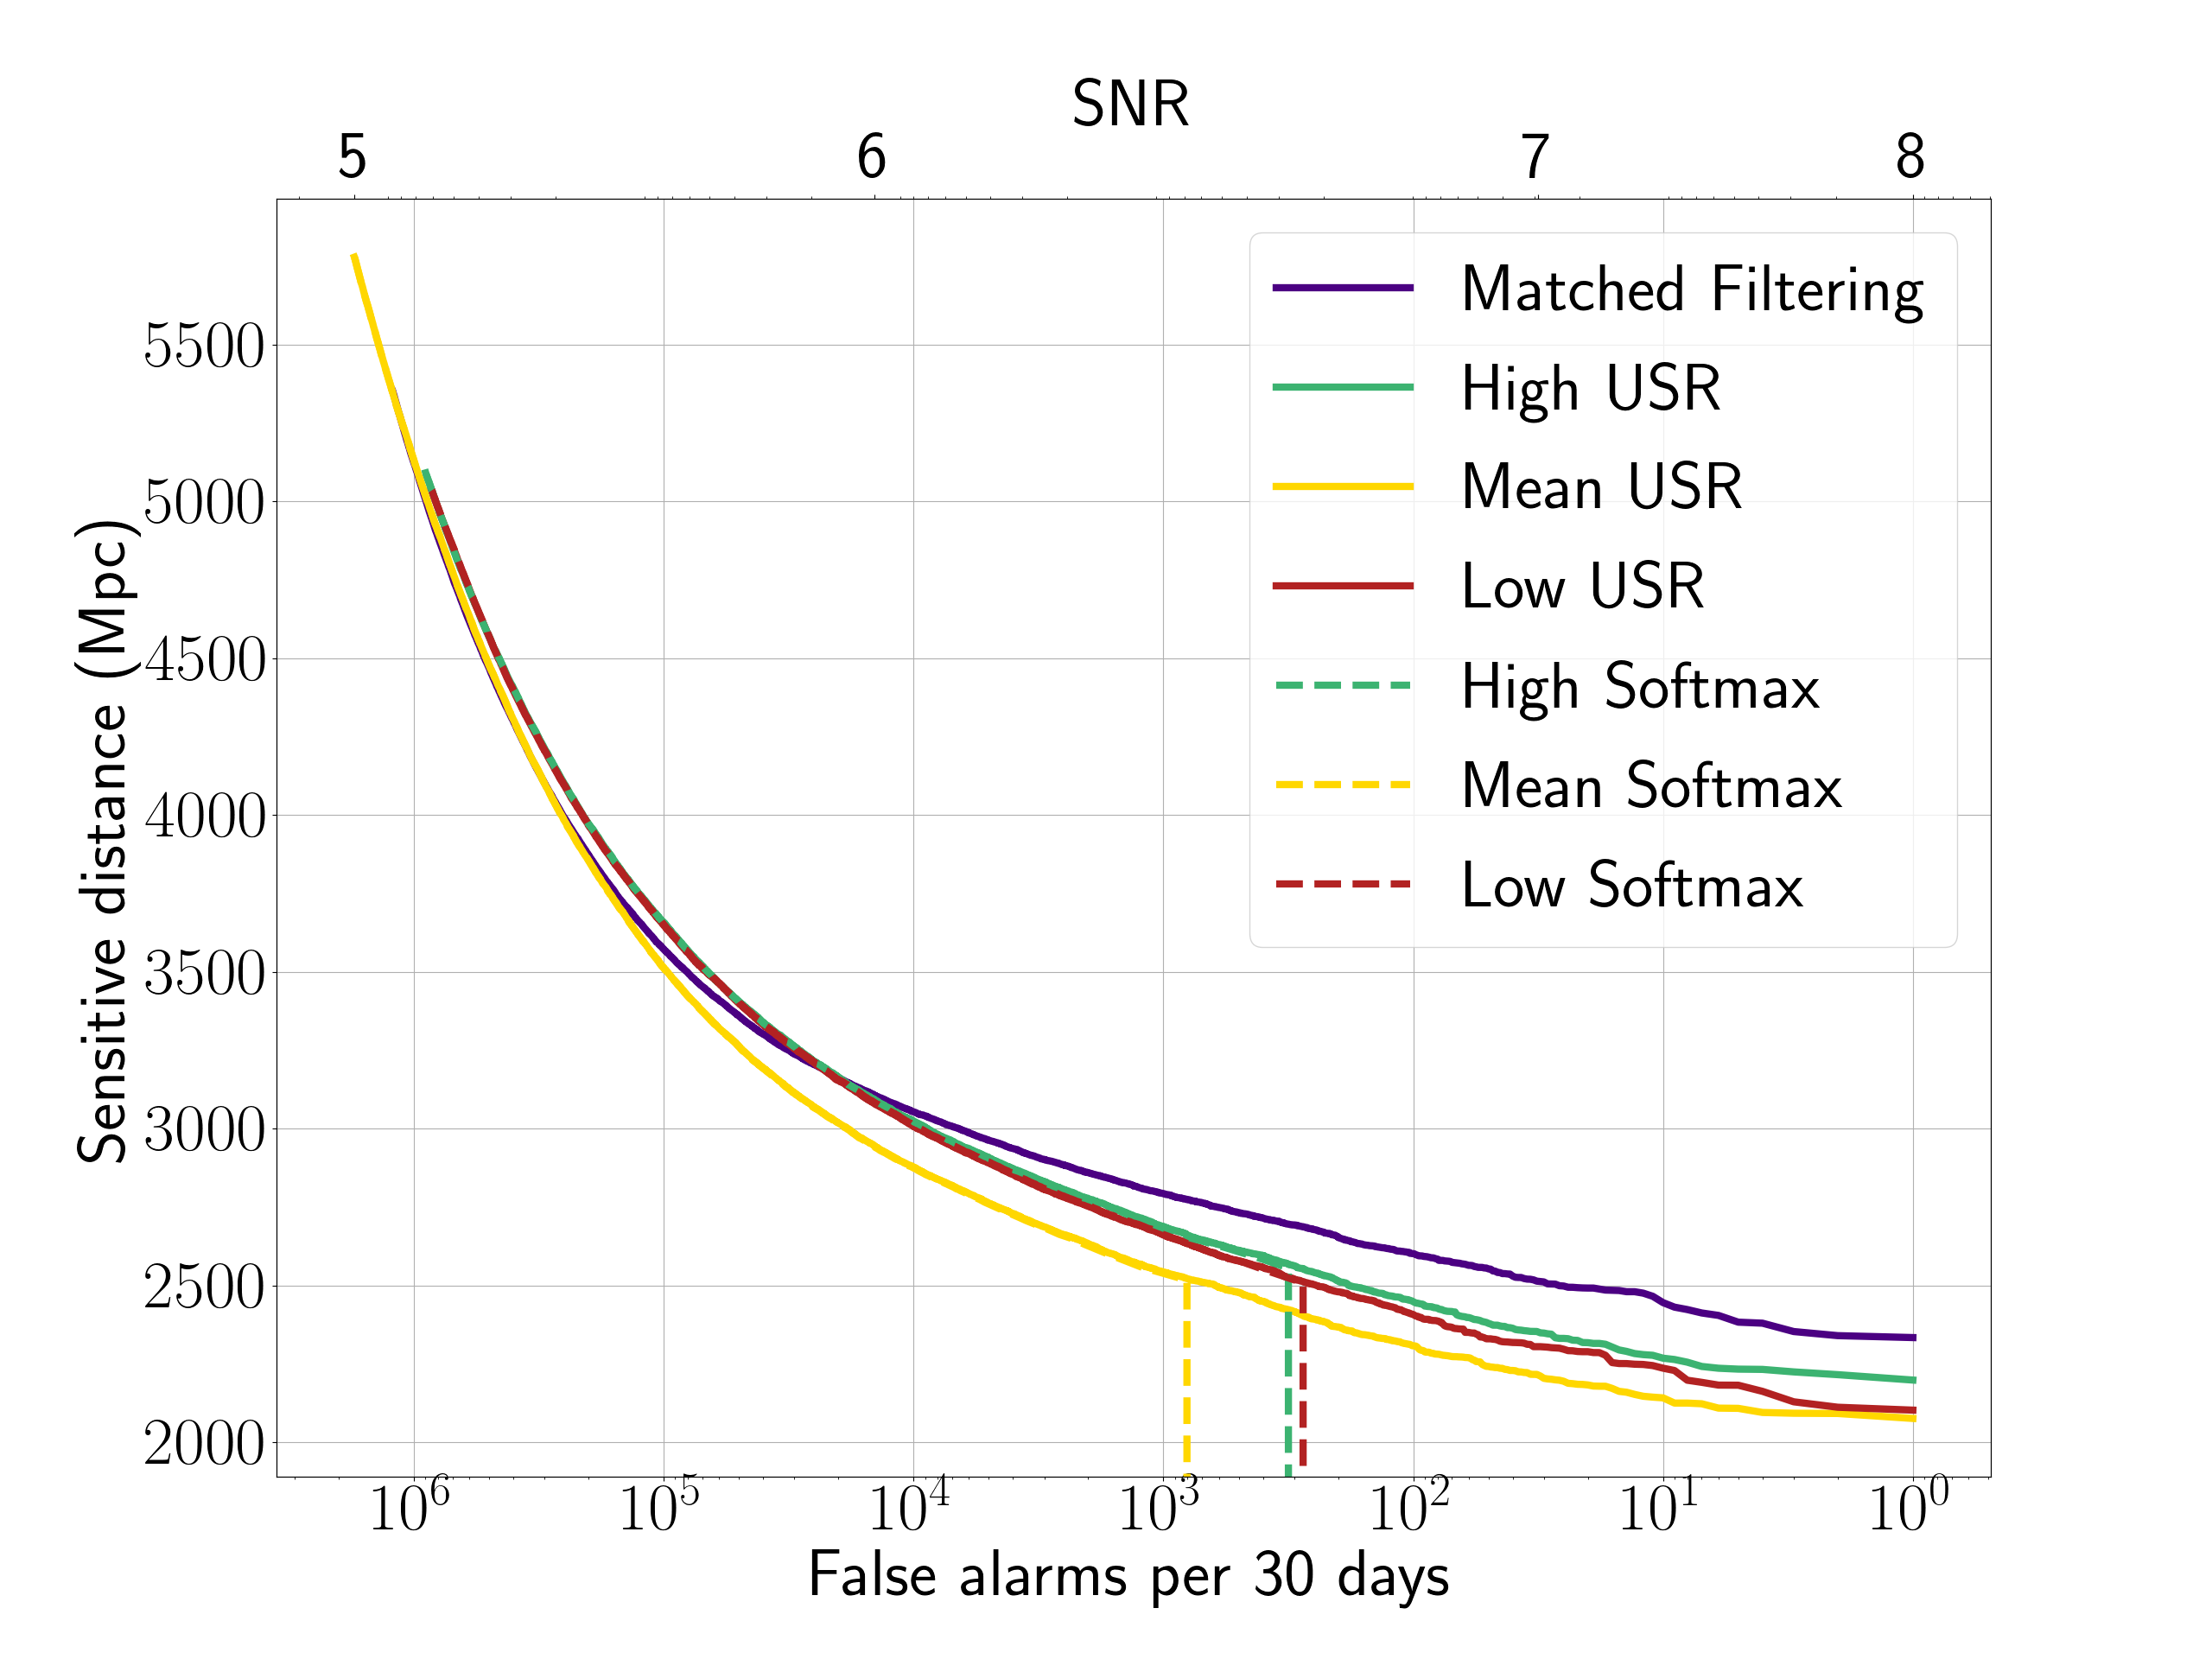 SNR
5 6 7 8
Matched Filtering
High USR
Mean USR
Low USR
High Softmax
Mean Softmax
Low Softmax
Sensitive distance (Mpc)
5500
5000
4500
4000
3500
3000
2500
2000
10^6 10^5 10^4 10^3 10^2 10^1 10^0
False alarms per 30 days